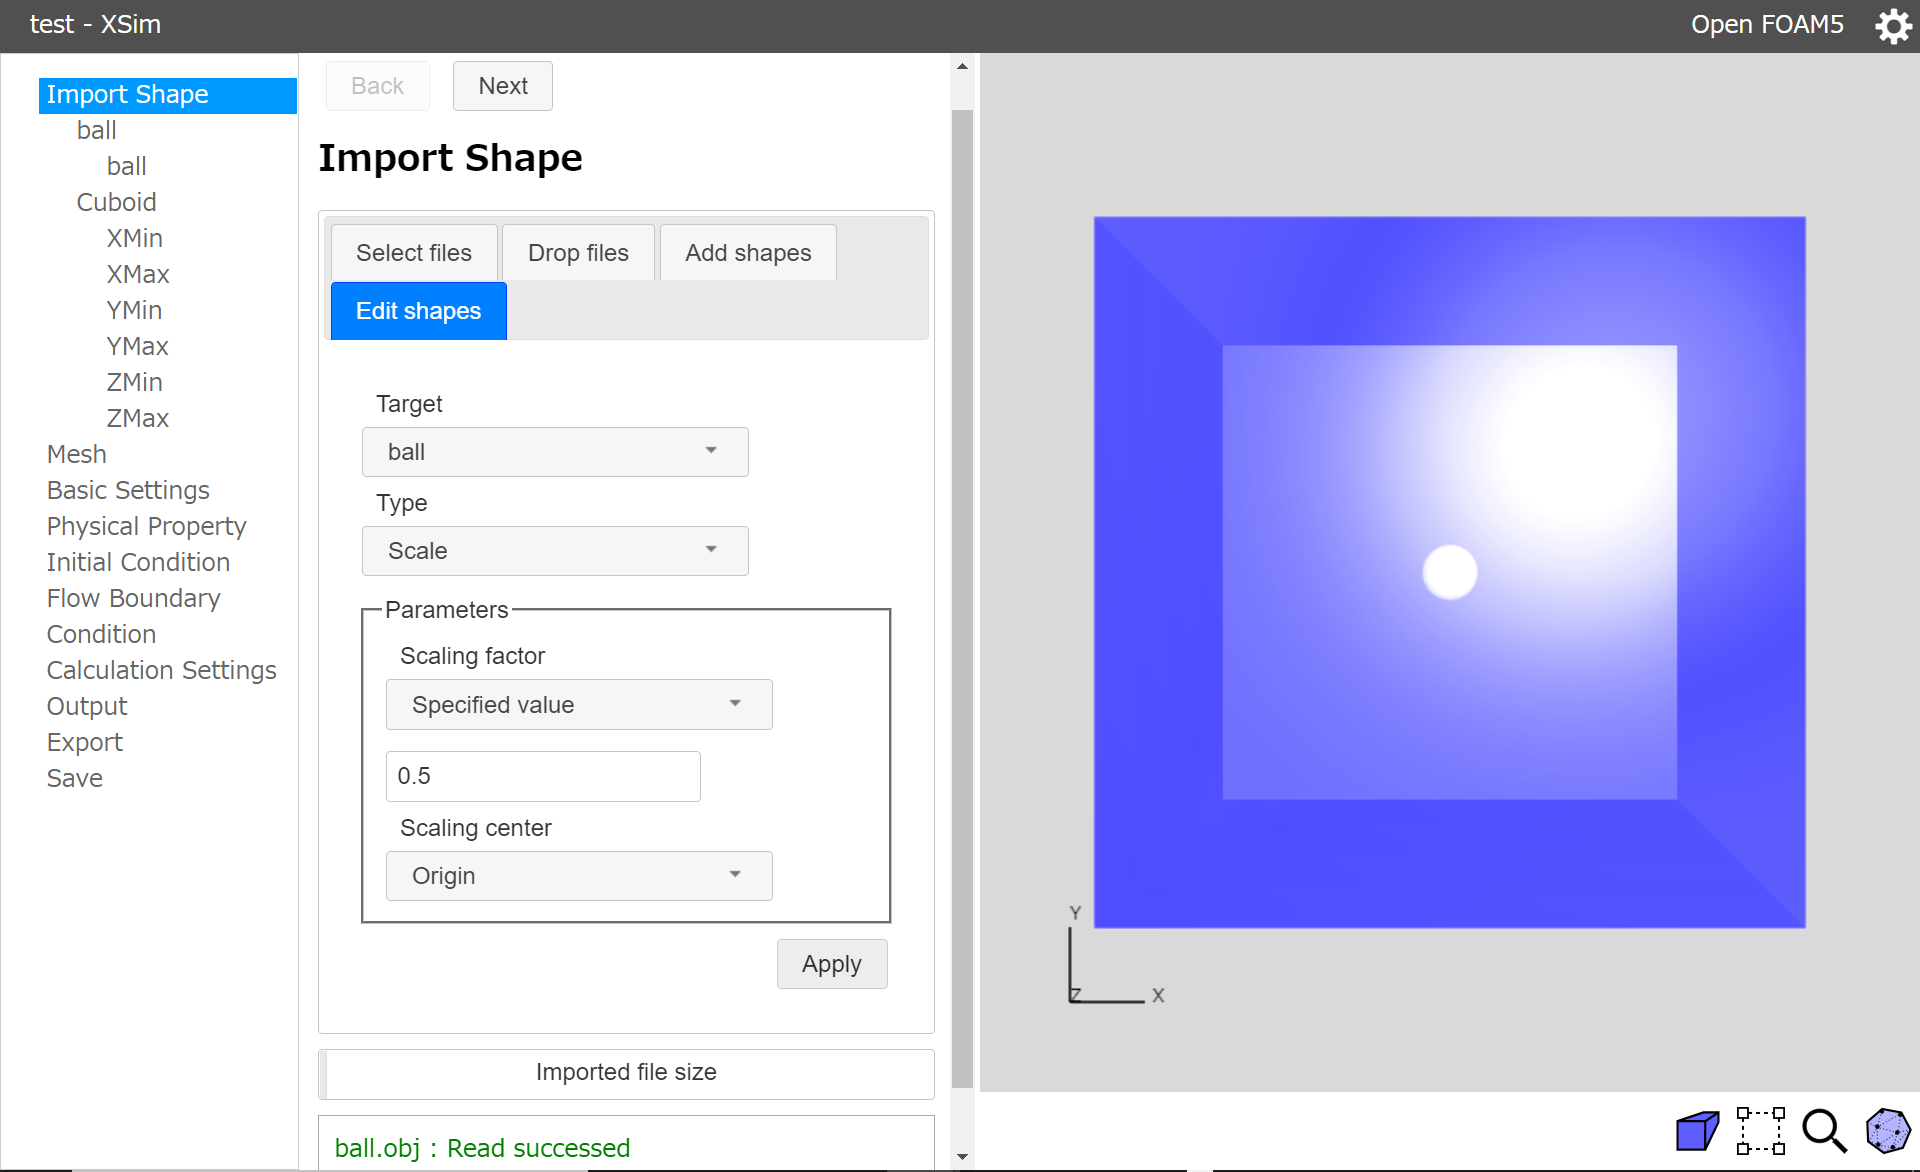 test - XSim
Open FOAM5
Import Shape
ball
ball
Cuboid
XMin
XMax
YMin
YMax
ZMin
ZMax
Mesh
Basic Settings
Physical Property
Initial Condition
Flow Boundary
Condition
Calculation Settings
Output
Export
Save
Back
Next
Import Shape
Select files
Drop files
Add shapes
Edit shapes
Target
ball
Type
Scale
Parameters
Scaling factor
Specified value
0.5
Scaling center
Origin
Apply
Imported file size
ball.obj : Read successed
Y
Z
X